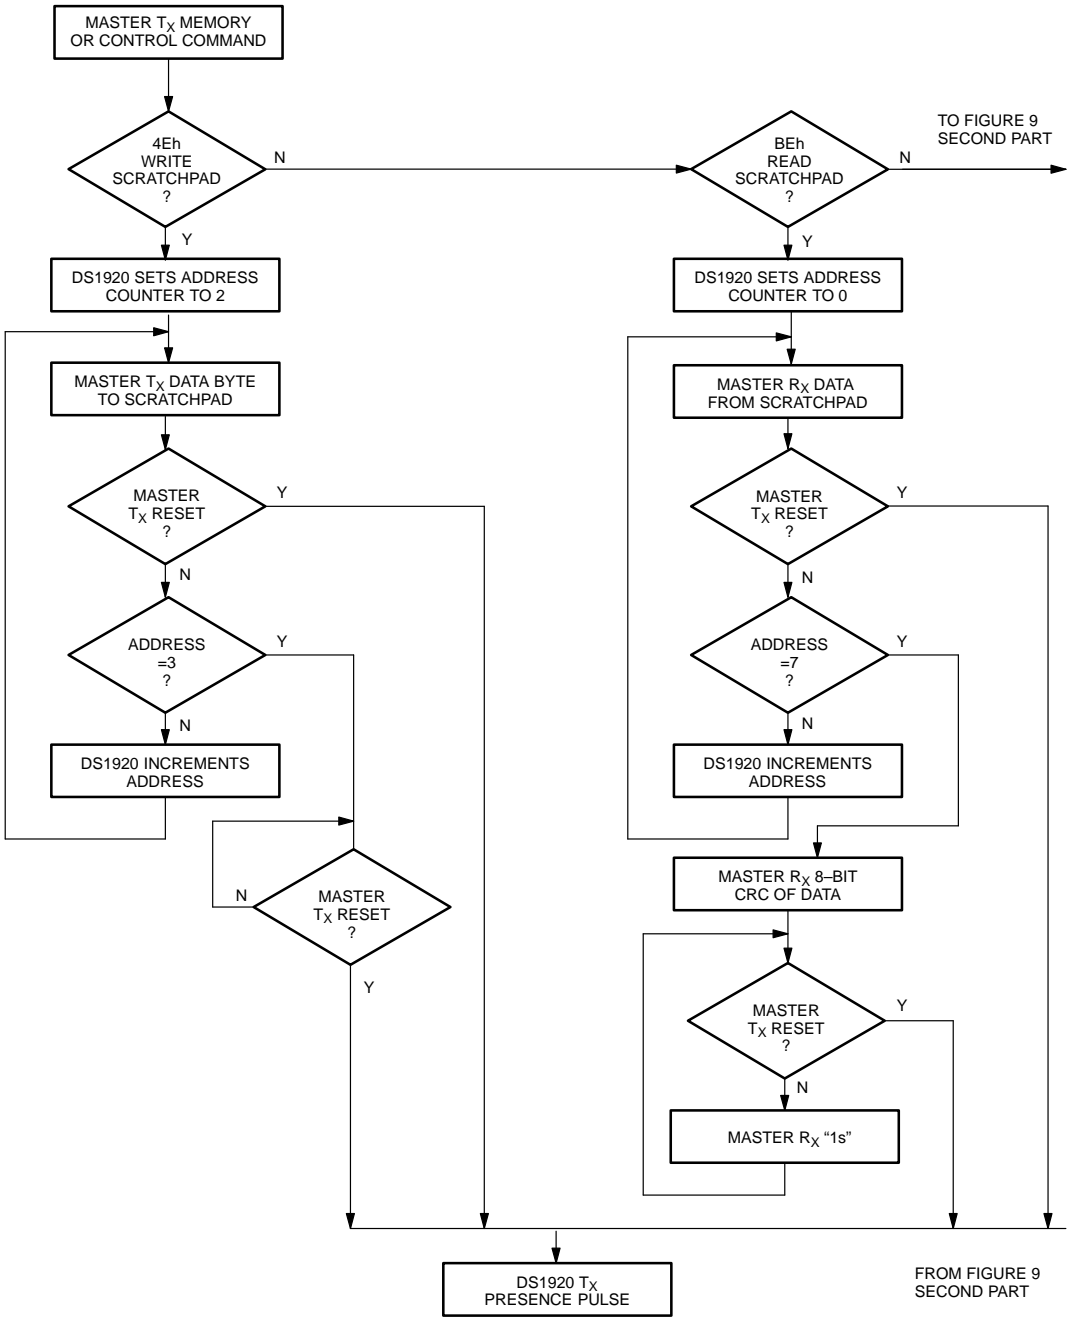 MASTER TX MEMORY
OR CONTROL COMMAND
4Eh
WRITE
SCRATCHPAD
?
N
Y
BEh
READ
SCRATCHPAD
?
N
Y
TO FIGURE 9
SECOND PART
DS1920 SETS ADDRESS
COUNTER TO 2
DS1920 SETS ADDRESS
COUNTER TO 0
MASTER TX DATA BYTE
TO SCRATCHPAD
MASTER RX DATA
FROM SCRATCHPAD
MASTER
TX RESET
?
Y
N
MASTER
TX RESET
?
Y
N
ADDRESS
=3
?
Y
N
ADDRESS
=7
?
Y
N
DS1920 INCREMENTS
ADDRESS
DS1920 INCREMENTS
ADDRESS
MASTER
TX RESET
?
N
Y
MASTER RX 8–BIT
CRC OF DATA
MASTER
TX RESET
?
Y
N
MASTER RX “1s”
DS1920 TX
PRESENCE PULSE
FROM FIGURE 9
SECOND PART